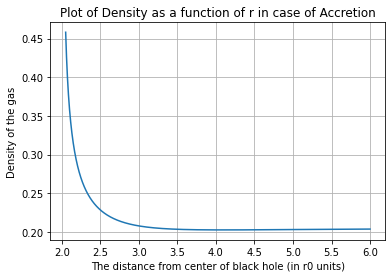 Plot of Density as a function of r in case of Accretion
Density of the gas
0.45
0.40
0.35
0.30
0.25
0.20
2.0 2.5 3.0 3.5 4.0 4.5 5.0 5.5 6.0
The distance from center of black hole (in r0 units)